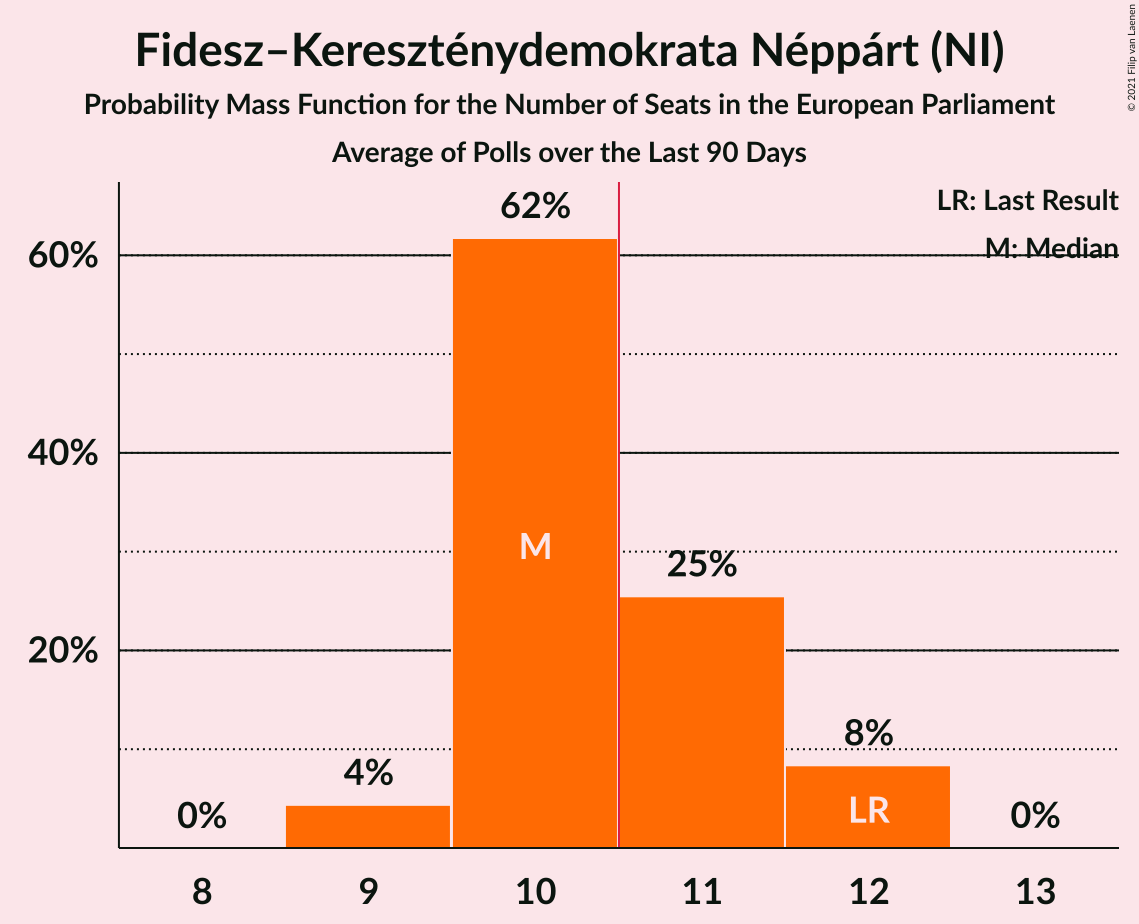 Fidesz–Kereszténydemokrata Néppárt (NI)
Probability Mass Function for the Number of Seats in the European Parliament
Average of Polls over the Last 90 Days
© 2021 Filip van Laenen
LR: Last Result
M: Median
60%
40%
20%
0%
4%
62%
25%
8%
0%
M
LR
8
9
10
11
12
13